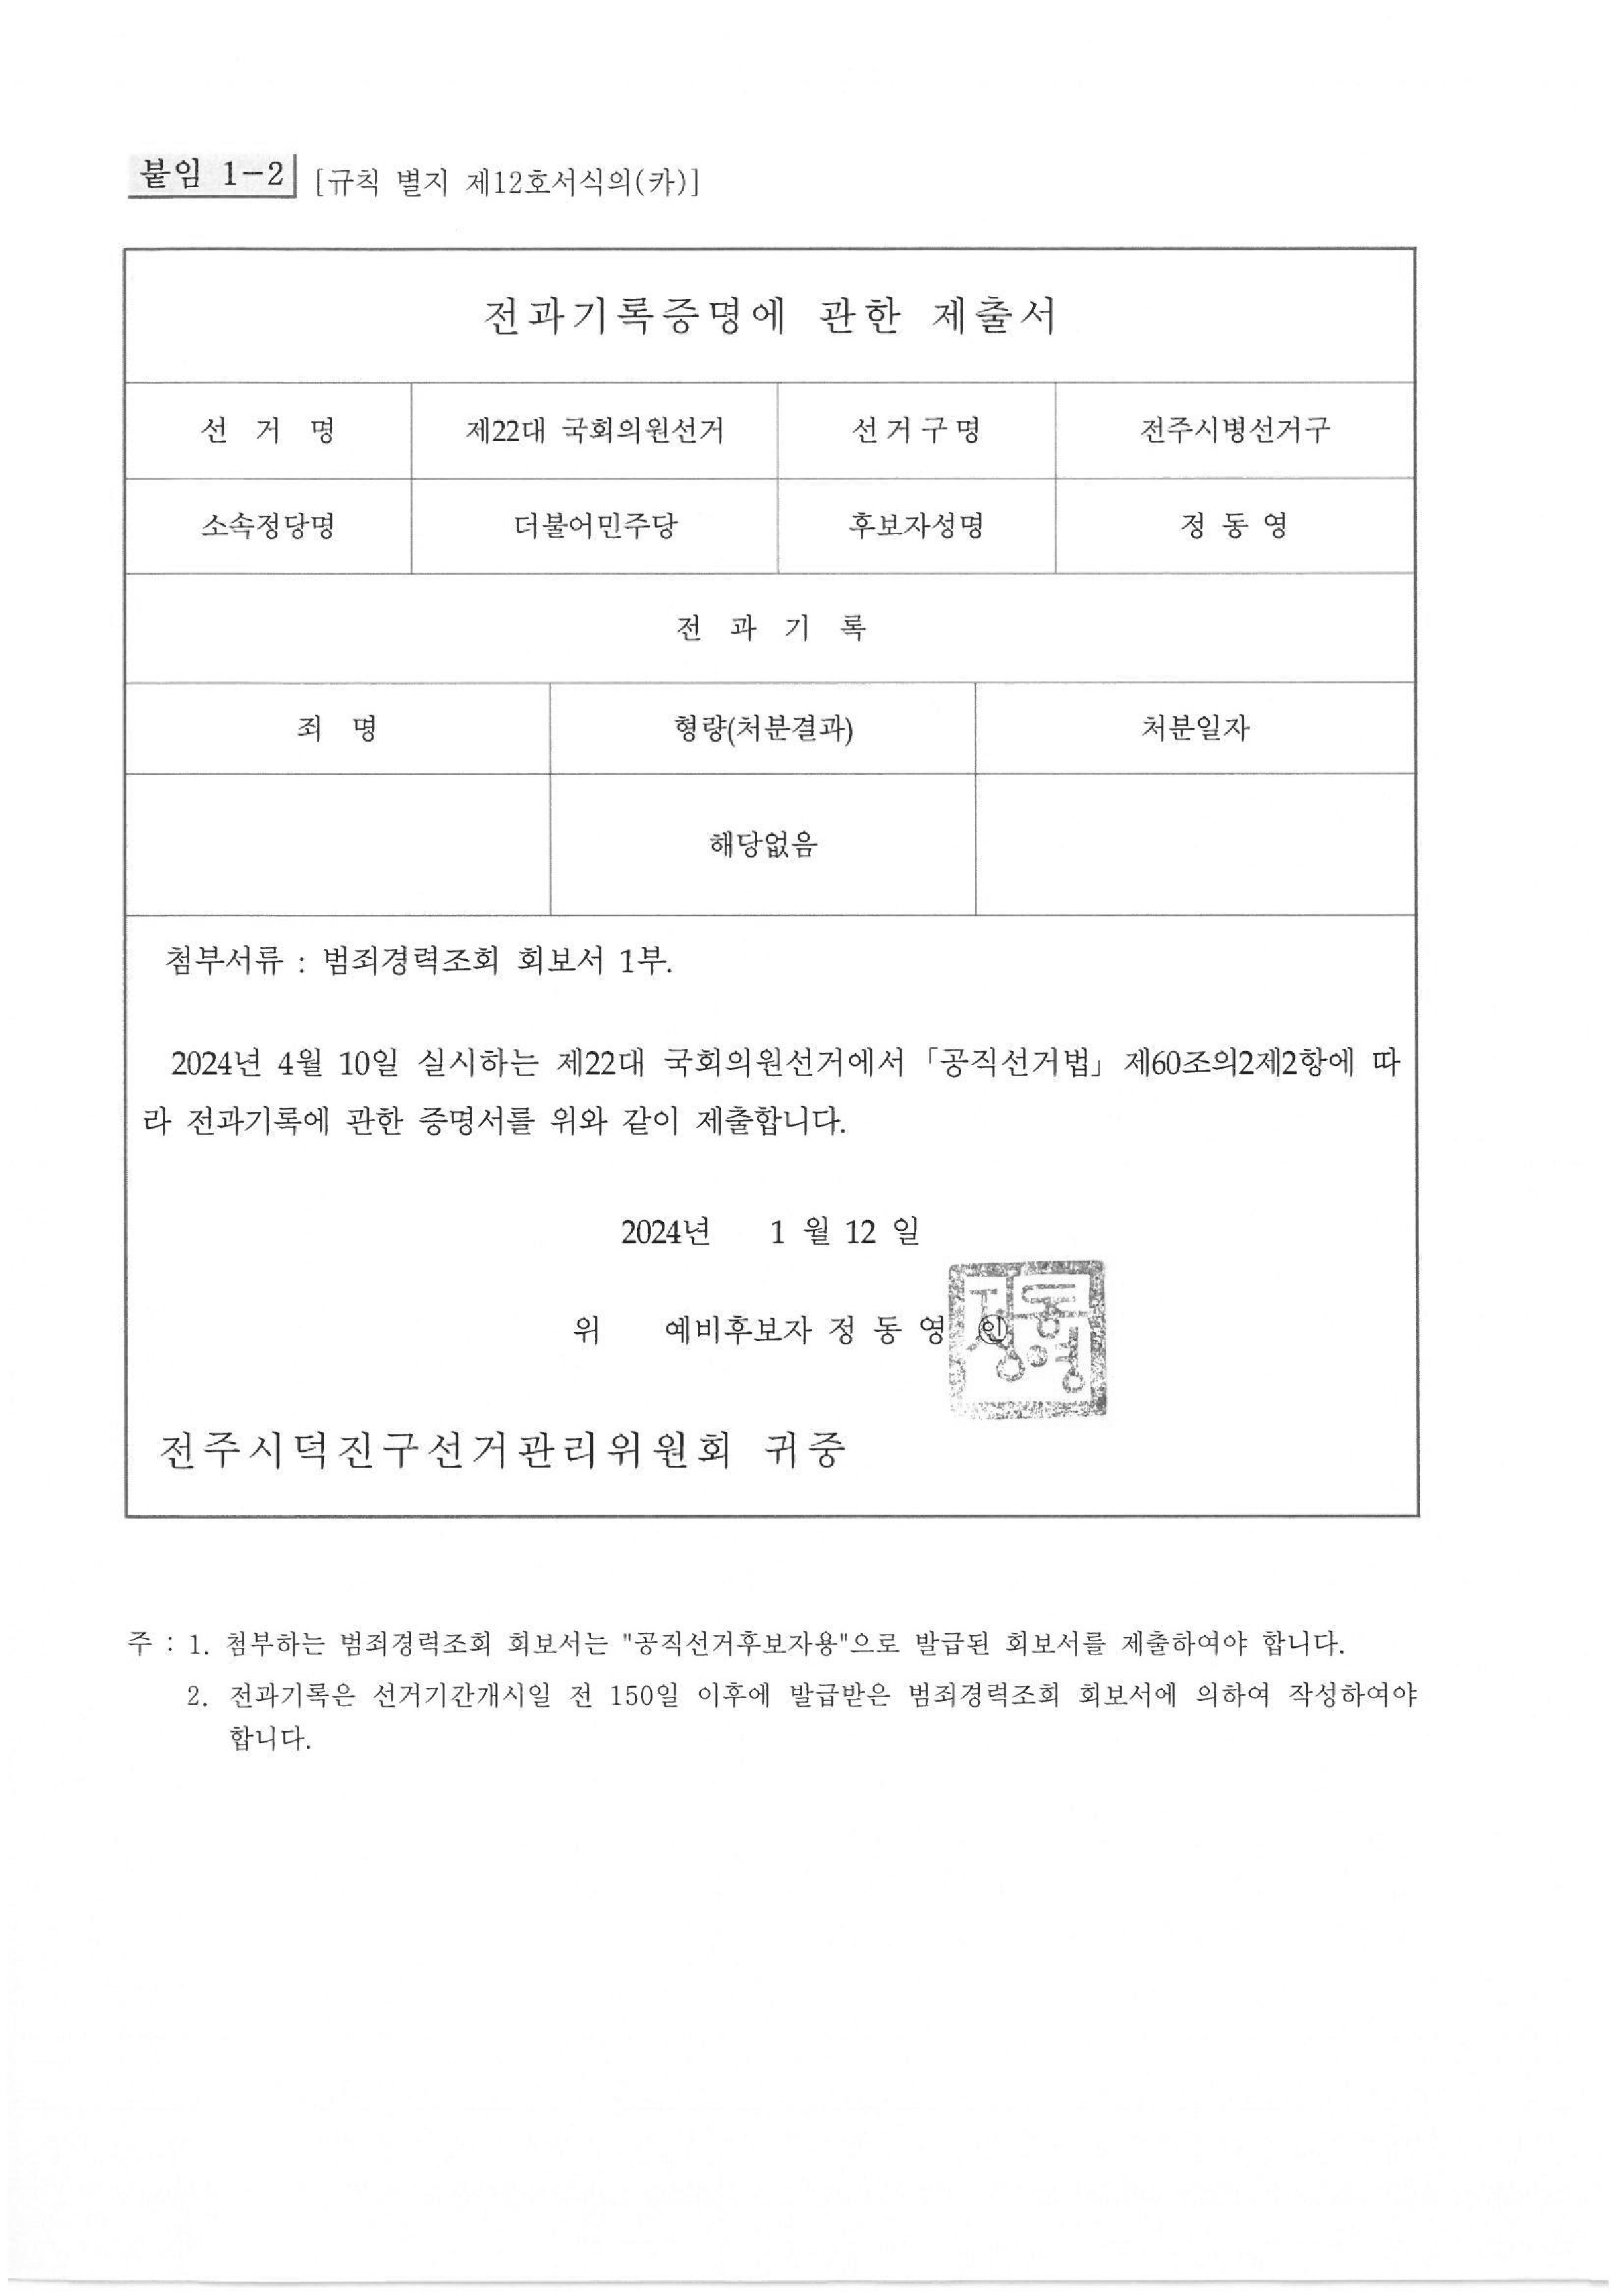 붙임 1-2 [규칙 별지 제12호서식의(카)]
전과기록증명에 관한 제출서
선 거 명 제22대 국회의원선거 선거구명 전주시병선거구
소속정당명 더불어민주당 후보자성명 정 동 영
전 과 기 록
죄 명 형량(처분결과) 처분일자
해당없음
첨부서류 : 범죄경력조회 회보서 1부.
2024년 4월 10일 실시하는 제22대 국회의원선거에서 「공직선거법」 제60조의2제2항에 따
라 전과기록에 관한 증명서를 위와 같이 제출합니다.
2024년 1 월 12 일
위 예비후보자 정 동 영 ㊞
정동영
전주시덕진구선거관리위원회 귀중
주 : 1. 첨부하는 범죄경력조회 회보서는 "공직선거후보자용"으로 발급된 회보서를 제출하여야 합니다.
2. 전과기록은 선거기간개시일 전 150일 이후에 발급받은 범죄경력조회 회보서에 의하여 작성하여야
합니다.